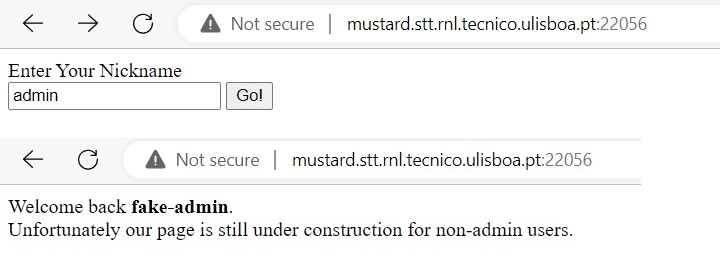 Not secure | mustard.stt.rnl.tecnico.ulisboa.pt:22056
Enter Your Nickname
admin Go!
Not secure | mustard.stt.rnl.tecnico.ulisboa.pt:22056
Welcome back fake-admin.
Unfortunately our page is still under construction for non-admin users.